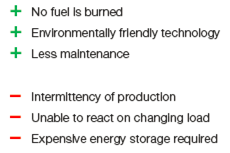 + No fuel is burned
+ Environmentally friendly technology
+ Less maintenance
− Intermittency of production
− Unable to react on changing load
− Expensive energy storage required